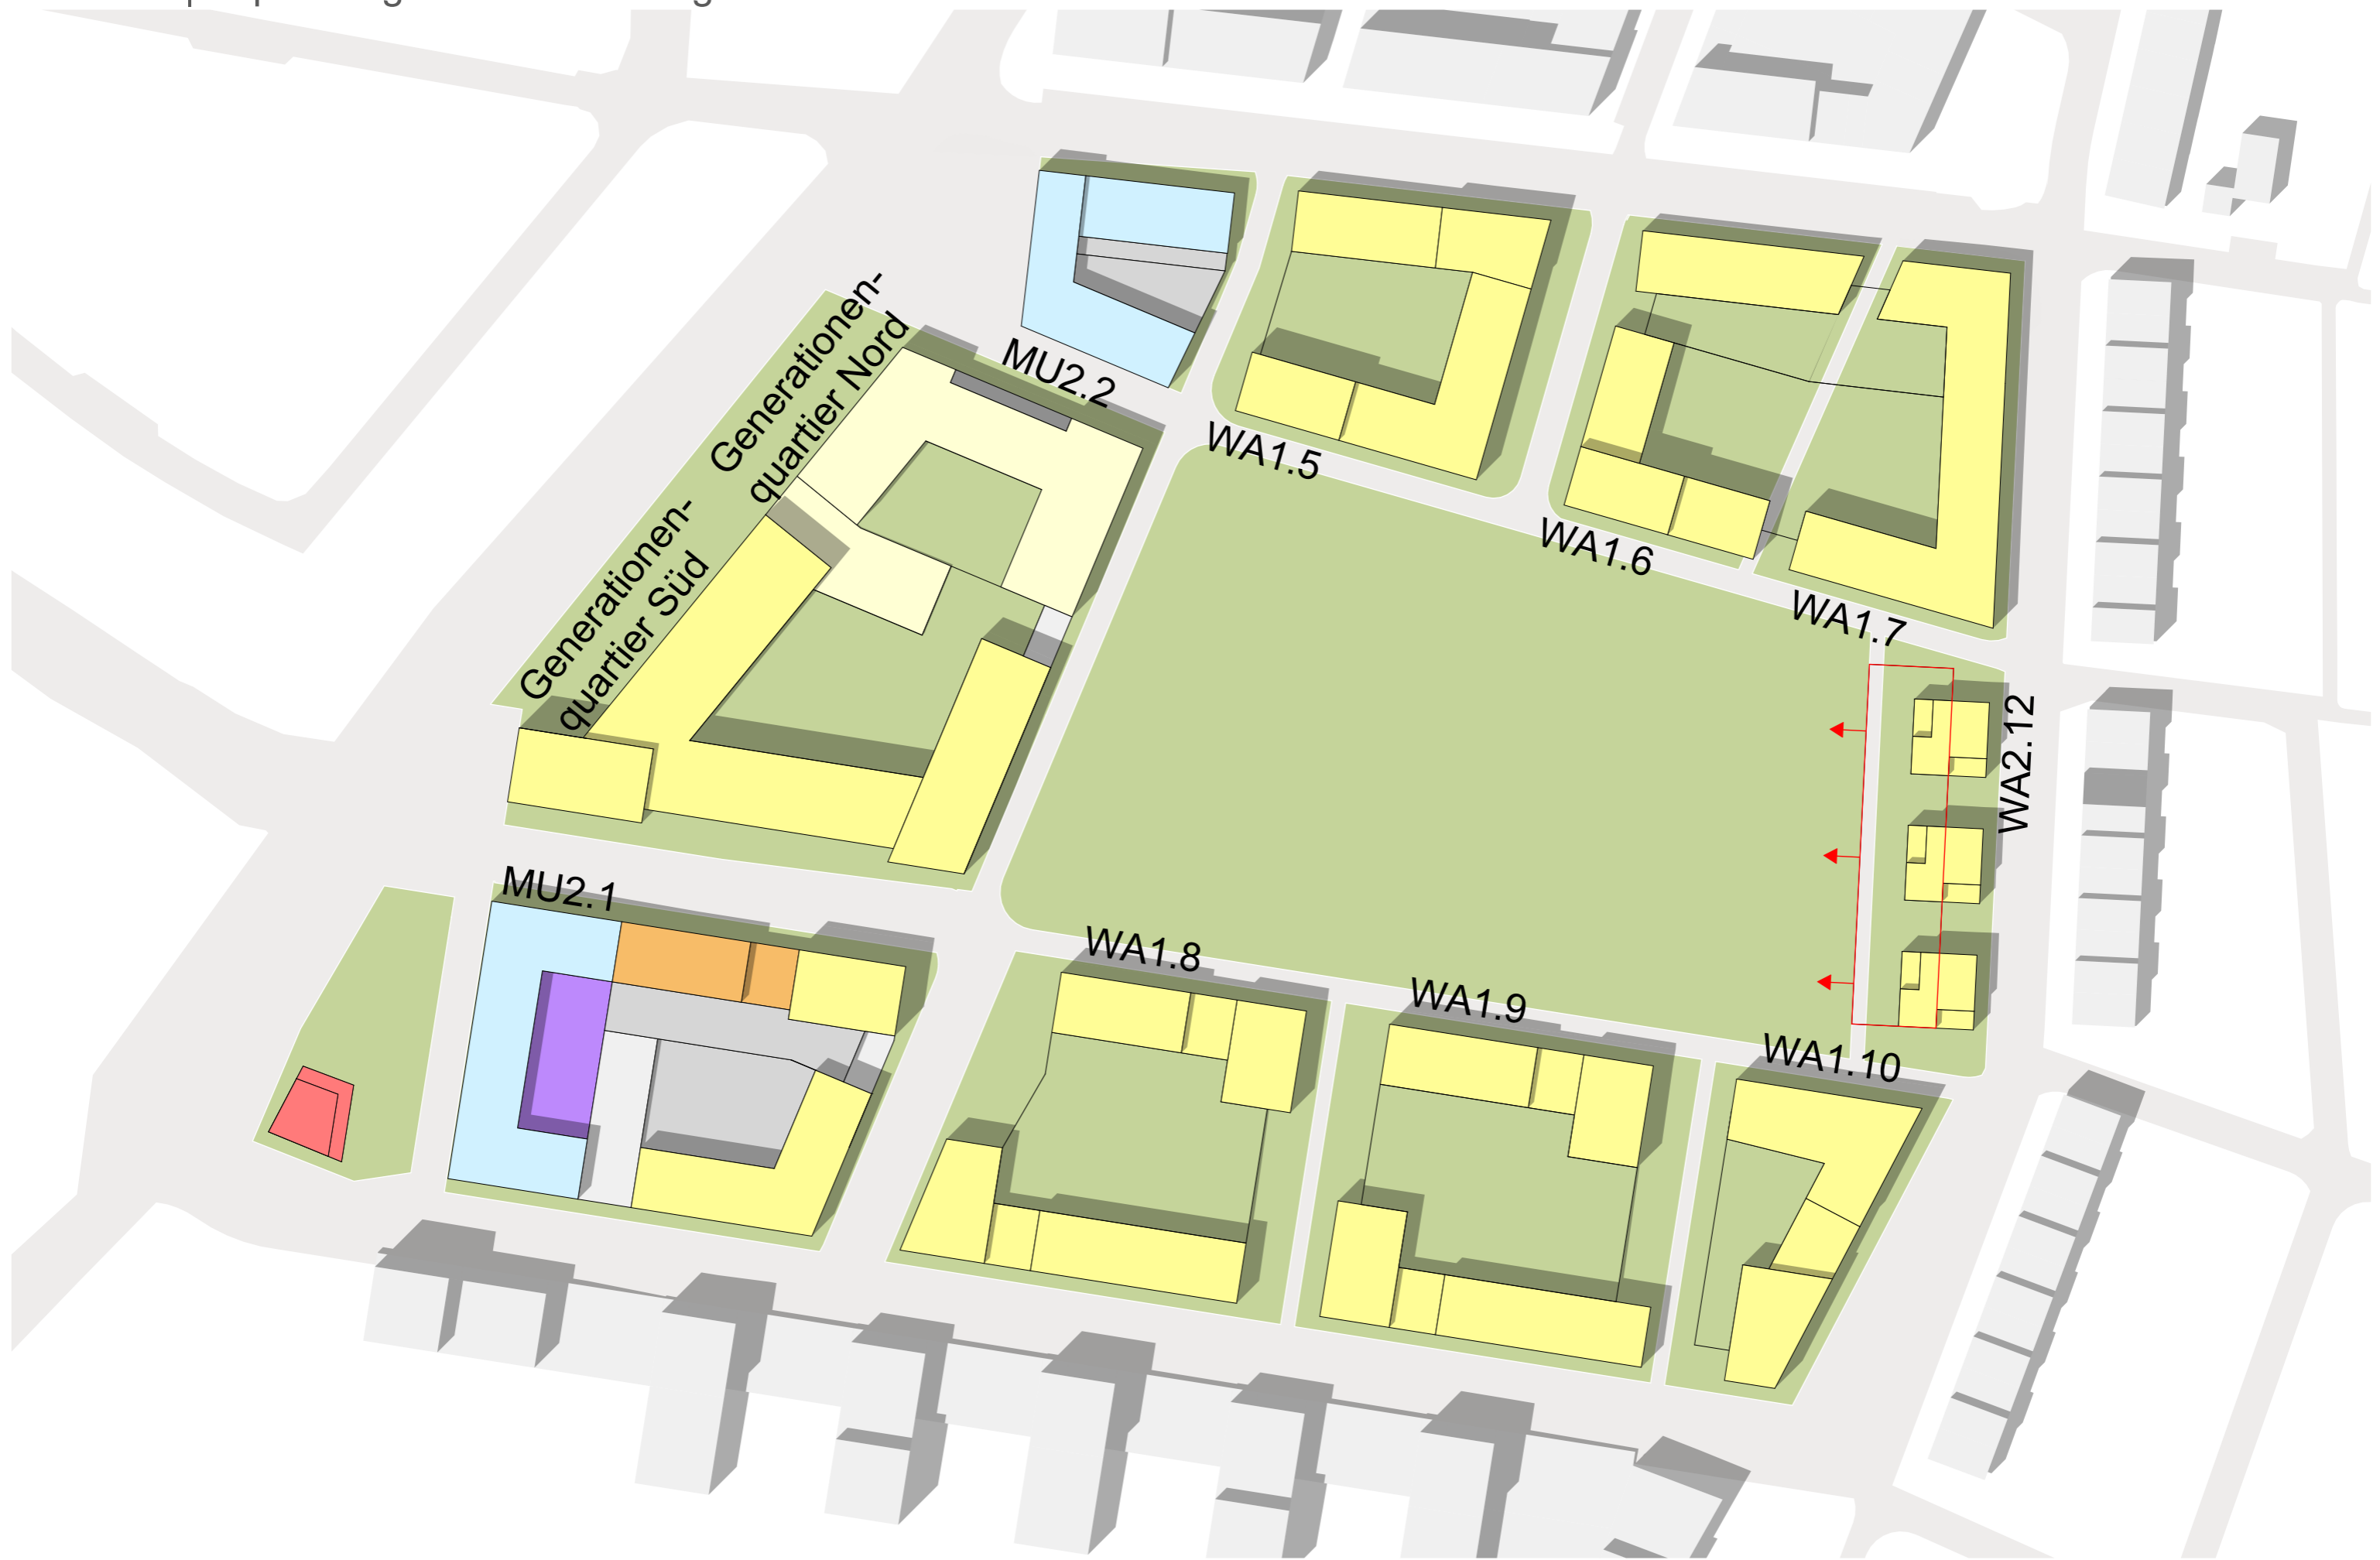 Generationen-
quartier Nord
MU2.2
WA1.5
WA1.6
WA1.7
Generationen-
quartier Süd
WA2.12
MU2.1
WA1.8
WA1.9
WA1.10